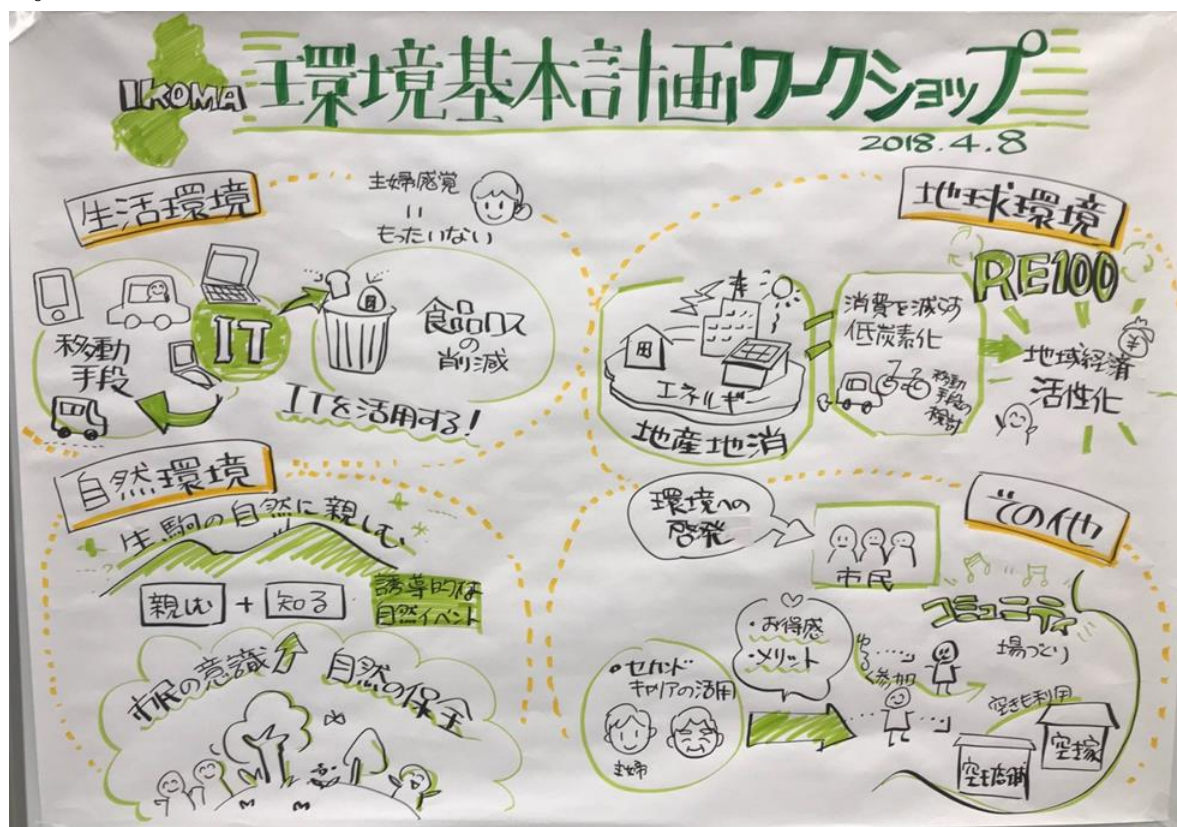 IKOMA
環境基本計画ワークショップ
2018.4.8
生活環境
主婦感覚
=
もったいない
IT
移動
手段
食品ロス
の
削減
ITを活用する!
地球環境
RE100
エネルギー
地産地消
消費を減らす
低炭素化
移動
手段の
検討
地域経済
活性化
¥
自然環境
生駒の自然に親しむ
親しむ + 知る
誘導的な
自然イベント
市民の意識
自然の保全
その他
環境への
啓発
市民
コミュニティ
場づくり
・お得感
・メリット
ゆるく参加
•セカンド
キャリアの活用
主婦
空きを利用
空き店舗
空き家